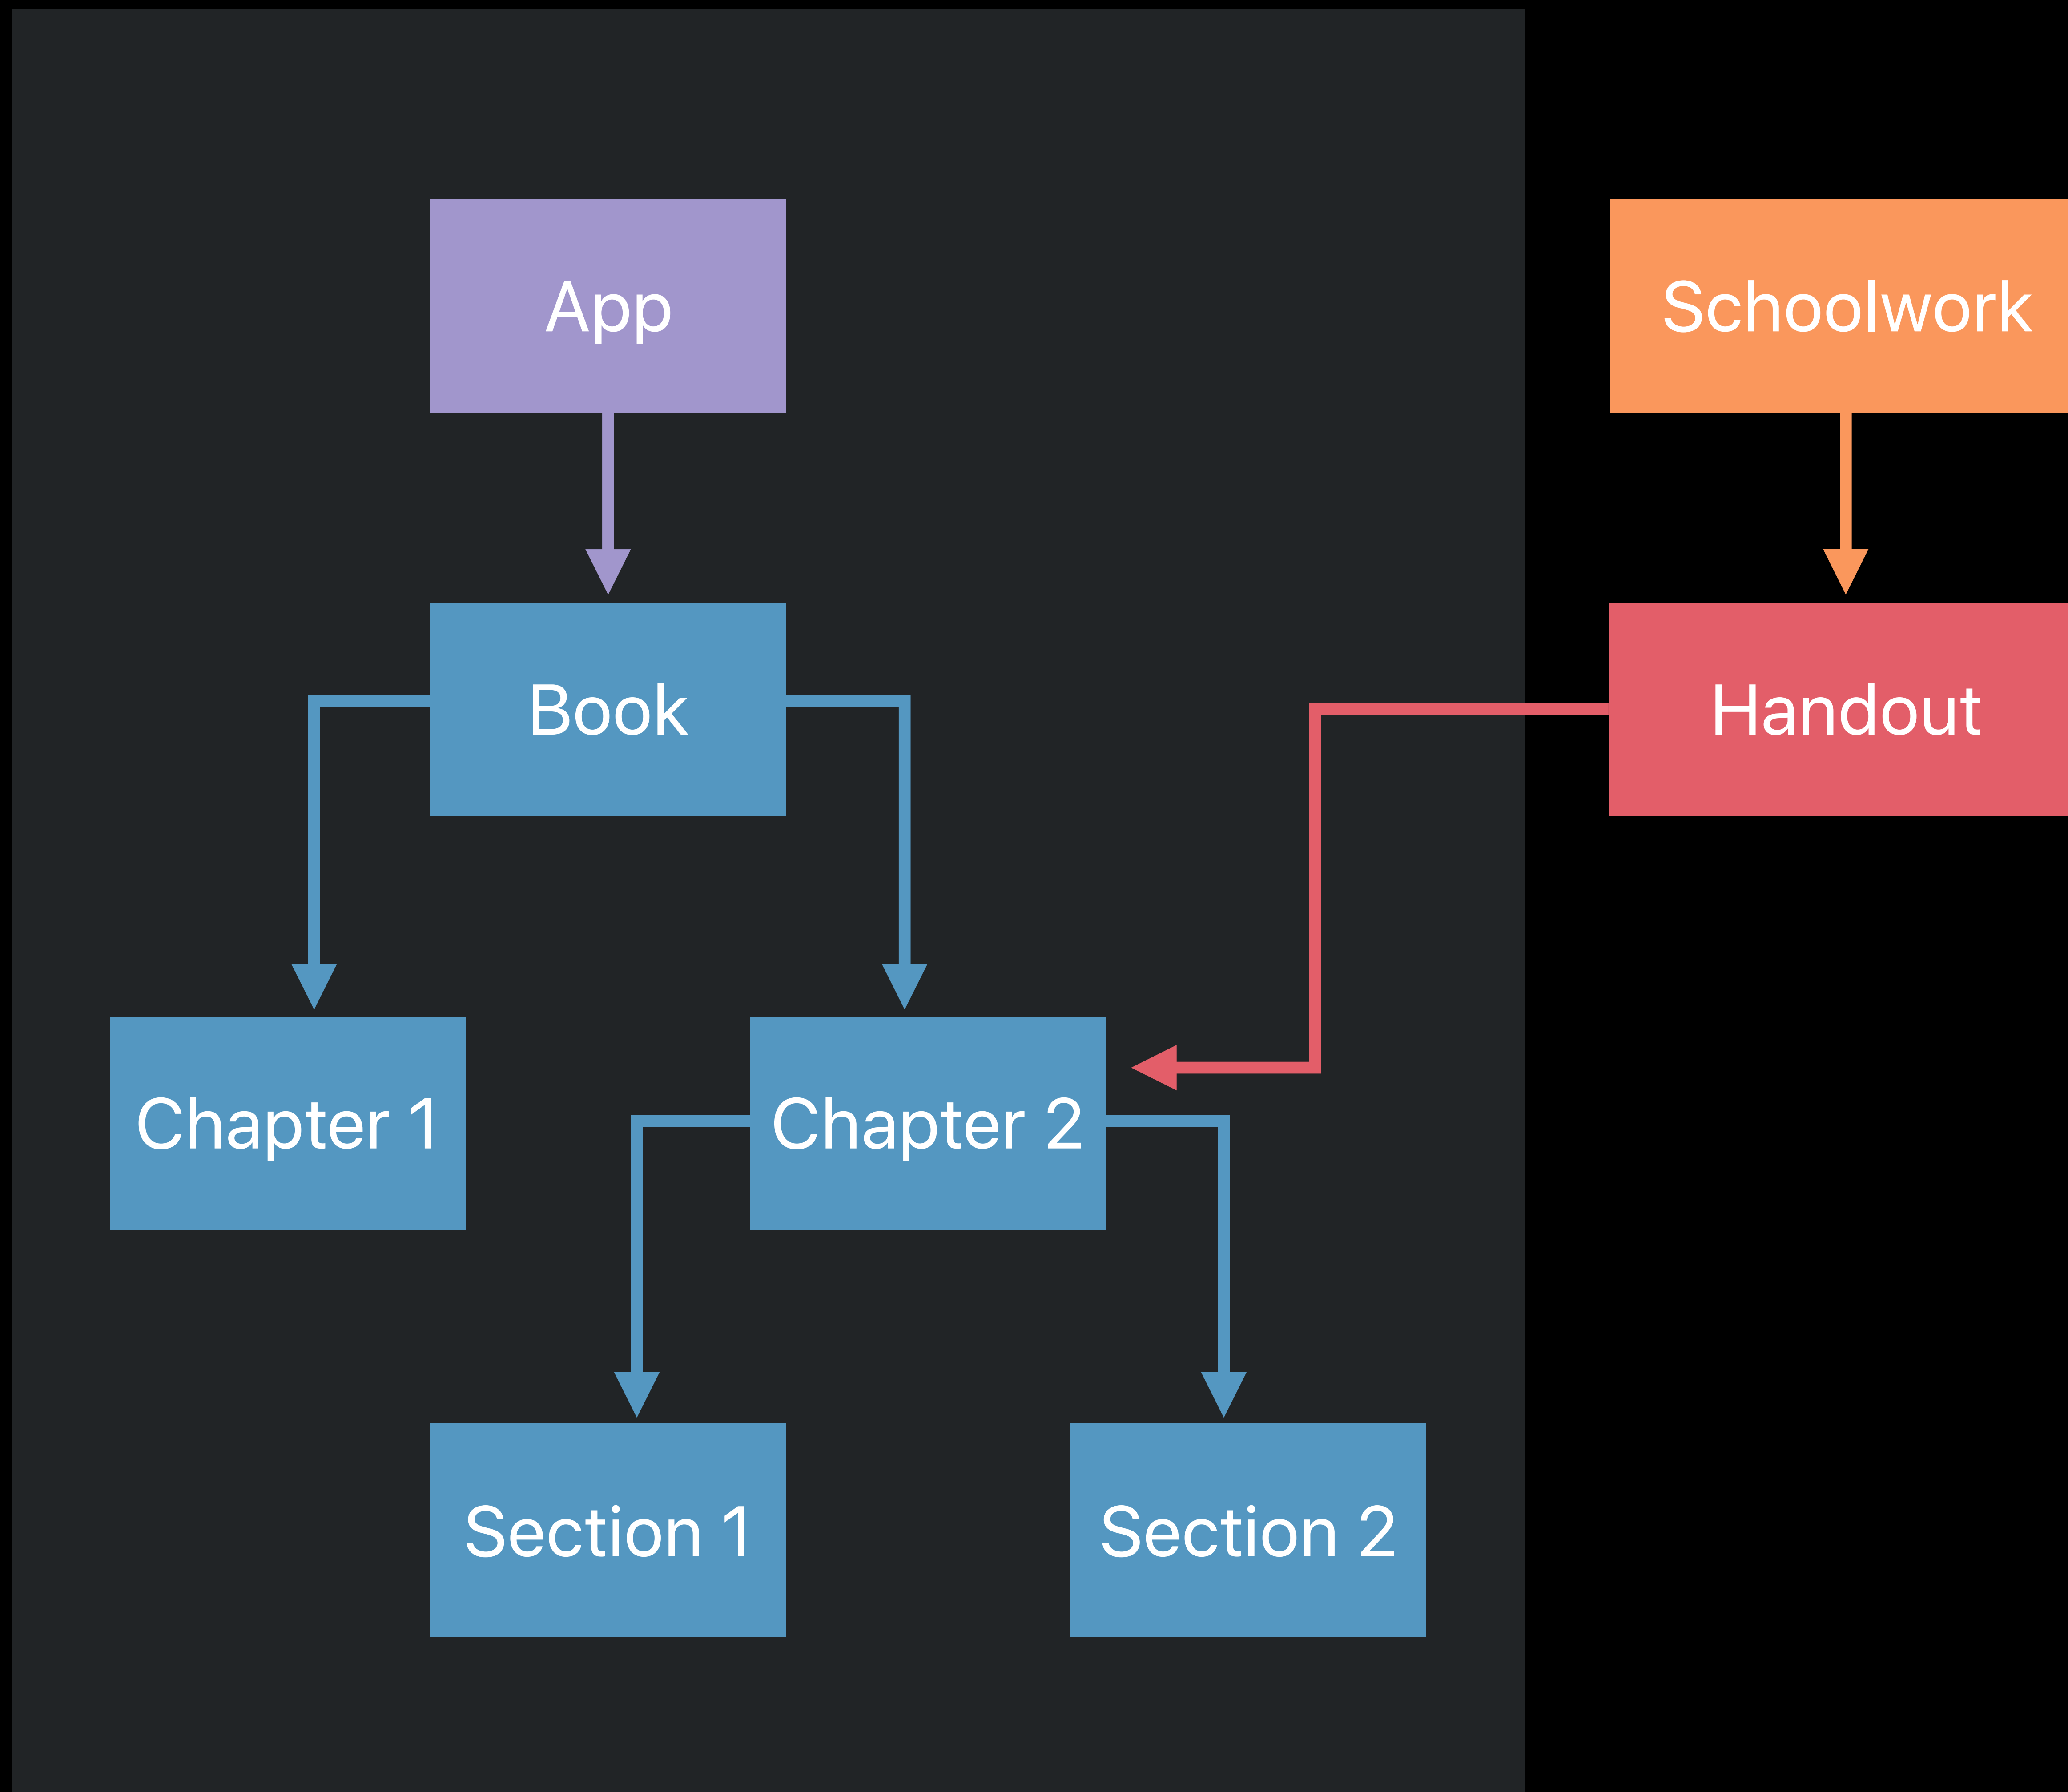 App
Schoolwork
Book
Handout
Chapter 1
Chapter 2
Section 1
Section 2